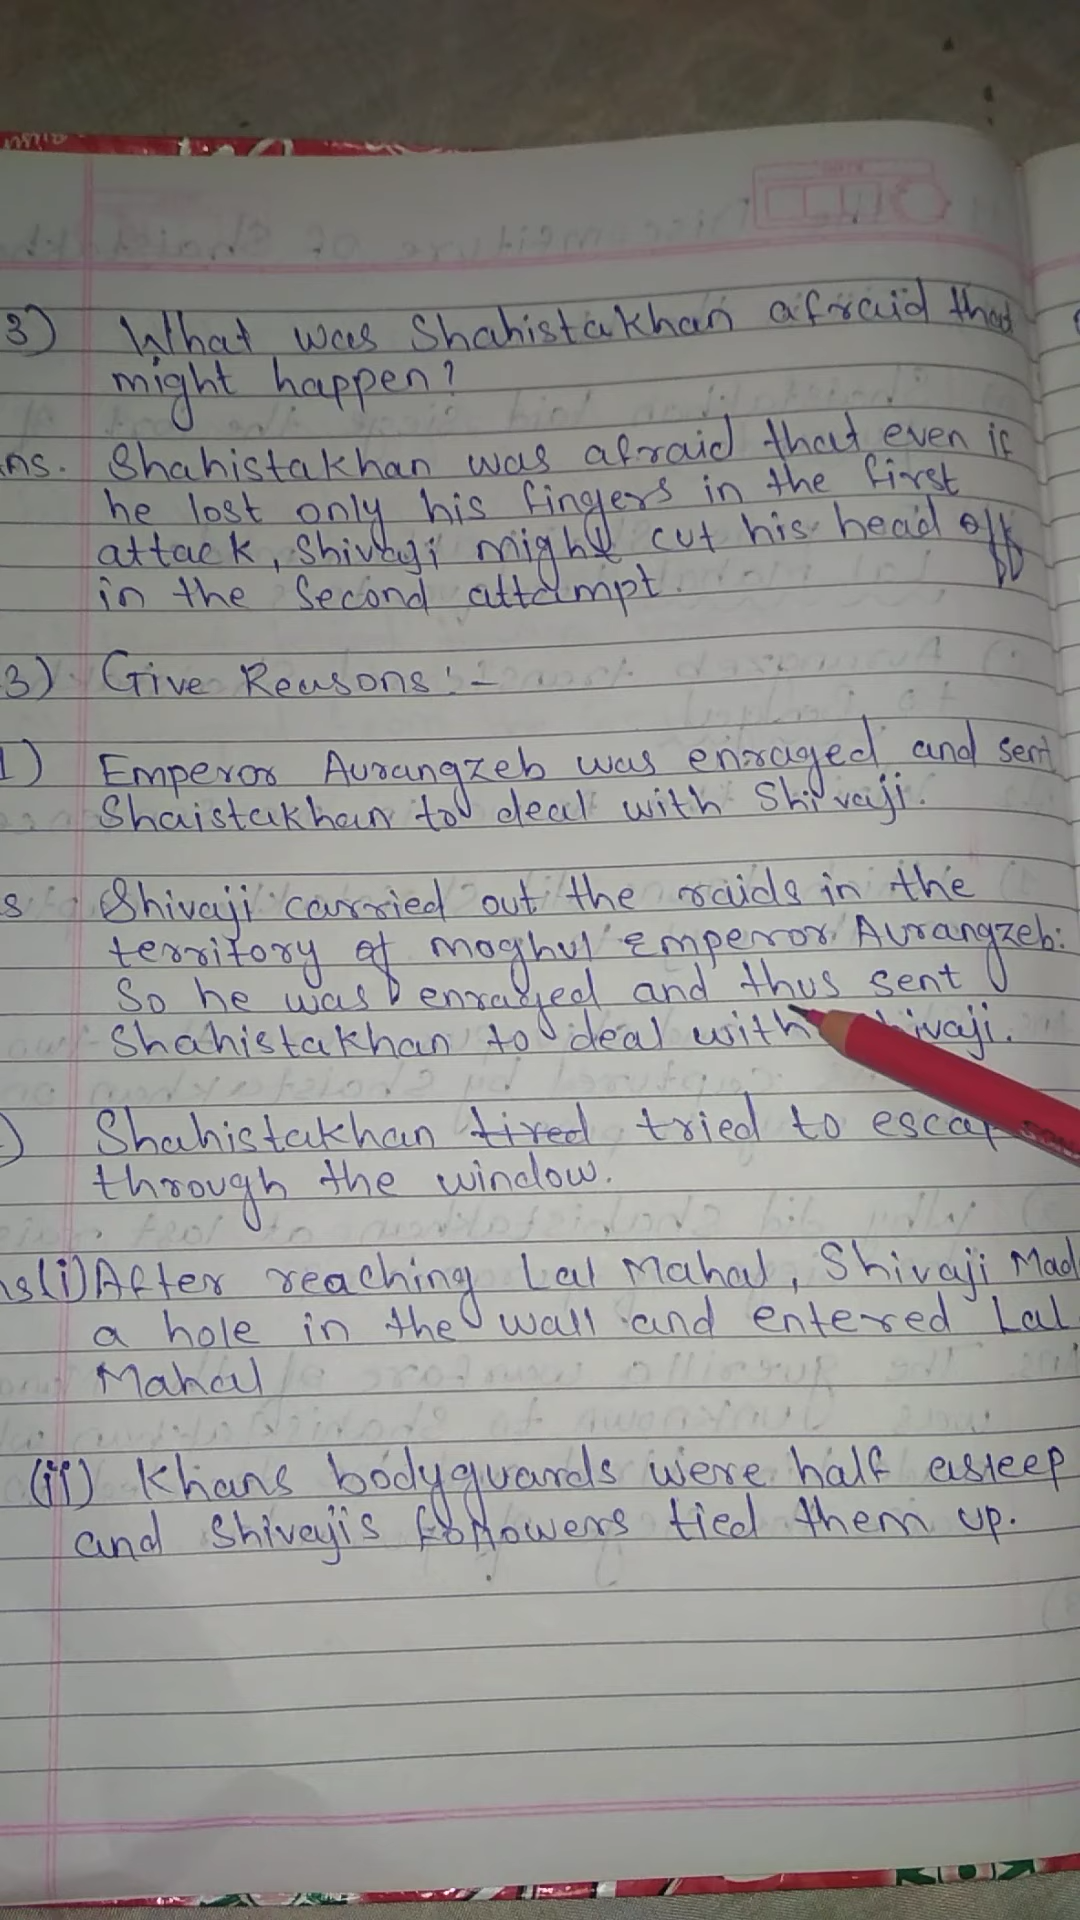 3) What was Shahistakhan afraid that
might happen?
Ans. Shahistakhan was afraid that even if
he lost only his fingers in the first
attack, Shivaji might cut his head off
in the Second attampt.
3) Give Reasons :-
1) Emperor Aurangzeb was enraged and sent
Shaistakhan to deal with Shivaji.
s Shivaji carried out the raids in the
territory of moghul Emperor Aurangzeb.
So he was enraged and thus sent
Shahistakhan to deal with hivaji.
) Shahistakhan tired tried to escap
through the window.
ns (i) After reaching Lal Mahal, Shivaji Mad
a hole in the wall and entered Lal
Mahal
(ii) Khans bodyguards were half asleep
and Shivajis followers tied them up.